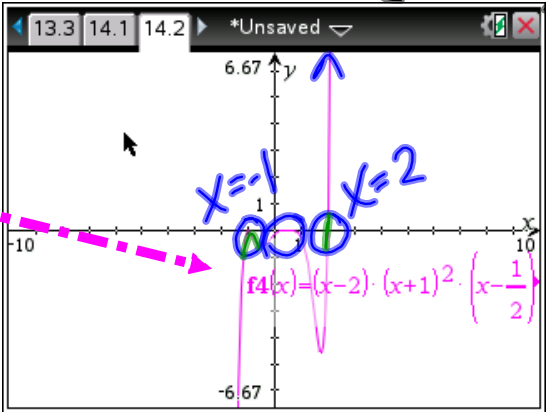 13.3 14.1 14.2 *Unsaved
6.67 y
x=-1 x=2
1
x
-10 1 10
f4(x)=(x-2)·(x+1)²·(x-1/2)
-6.67